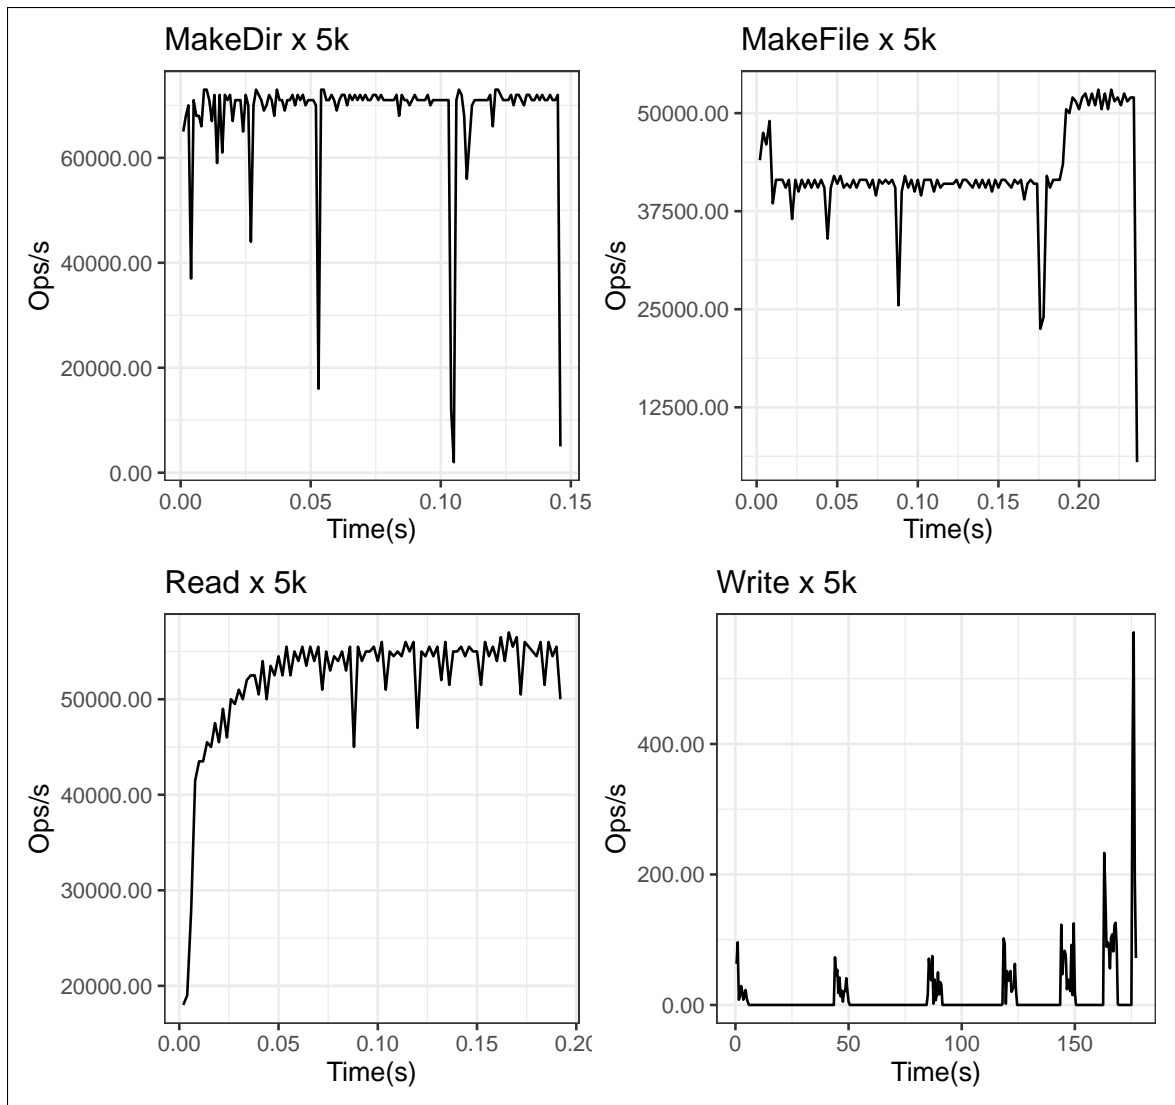 MakeDir x 5k
Ops/s
60000.00
40000.00
20000.00
0.00
0.00 0.05 0.10 0.15
Time(s)
MakeFile x 5k
Ops/s
50000.00
37500.00
25000.00
12500.00
0.00 0.05 0.10 0.15 0.20
Time(s)
Read x 5k
Ops/s
50000.00
40000.00
30000.00
20000.00
0.00 0.05 0.10 0.15 0.20
Time(s)
Write x 5k
Ops/s
400.00
200.00
0.00
0 50 100 150
Time(s)